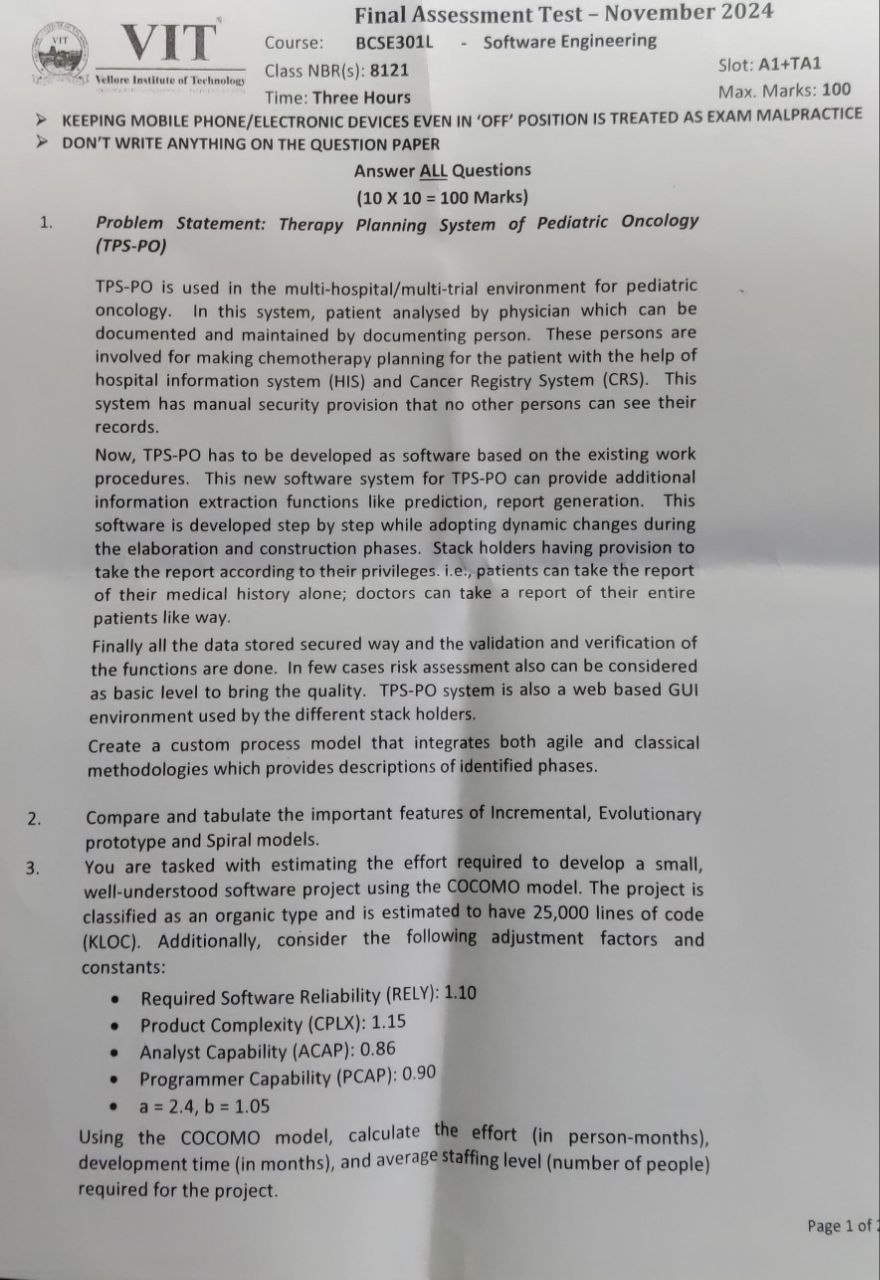 Final Assessment Test – November 2024
VIT
VIT
Vellore Institute of Technology
Course: BCSE301L - Software Engineering
Class NBR(s): 8121
Slot: A1+TA1
Time: Three Hours
Max. Marks: 100
➤ KEEPING MOBILE PHONE/ELECTRONIC DEVICES EVEN IN ‘OFF’ POSITION IS TREATED AS EXAM MALPRACTICE
➤ DON’T WRITE ANYTHING ON THE QUESTION PAPER
Answer ALL Questions
(10 X 10 = 100 Marks)
1. Problem Statement: Therapy Planning System of Pediatric Oncology
(TPS-PO)
TPS-PO is used in the multi-hospital/multi-trial environment for pediatric
oncology. In this system, patient analysed by physician which can be
documented and maintained by documenting person. These persons are
involved for making chemotherapy planning for the patient with the help of
hospital information system (HIS) and Cancer Registry System (CRS). This
system has manual security provision that no other persons can see their
records.
Now, TPS-PO has to be developed as software based on the existing work
procedures. This new software system for TPS-PO can provide additional
information extraction functions like prediction, report generation. This
software is developed step by step while adopting dynamic changes during
the elaboration and construction phases. Stack holders having provision to
take the report according to their privileges. i.e., patients can take the report
of their medical history alone; doctors can take a report of their entire
patients like way.
Finally all the data stored secured way and the validation and verification of
the functions are done. In few cases risk assessment also can be considered
as basic level to bring the quality. TPS-PO system is also a web based GUI
environment used by the different stack holders.
Create a custom process model that integrates both agile and classical
methodologies which provides descriptions of identified phases.
2. Compare and tabulate the important features of Incremental, Evolutionary
prototype and Spiral models.
3. You are tasked with estimating the effort required to develop a small,
well-understood software project using the COCOMO model. The project is
classified as an organic type and is estimated to have 25,000 lines of code
(KLOC). Additionally, consider the following adjustment factors and
constants:
• Required Software Reliability (RELY): 1.10
• Product Complexity (CPLX): 1.15
• Analyst Capability (ACAP): 0.86
• Programmer Capability (PCAP): 0.90
• a = 2.4, b = 1.05
Using the COCOMO model, calculate the effort (in person-months),
development time (in months), and average staffing level (number of people)
required for the project.
Page 1 of